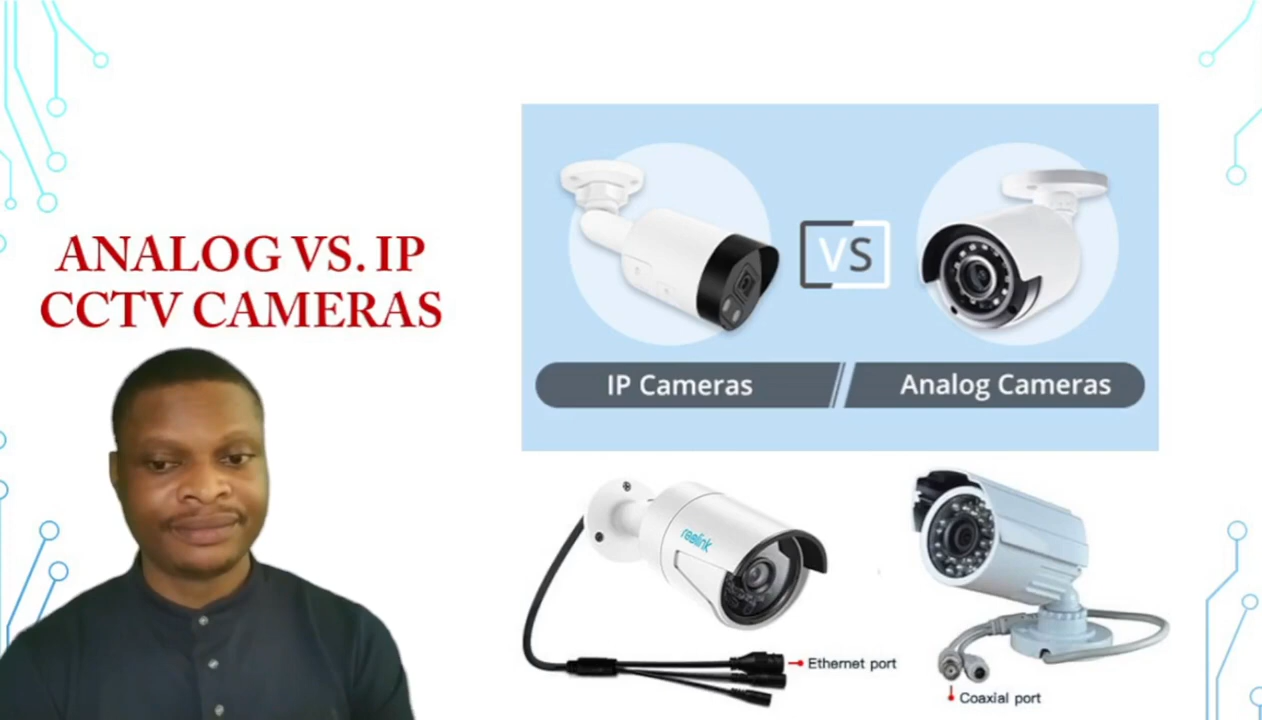 ANALOG VS. IP
CCTV CAMERAS
VS
IP Cameras
Analog Cameras
reolink
Ethernet port
Coaxial port